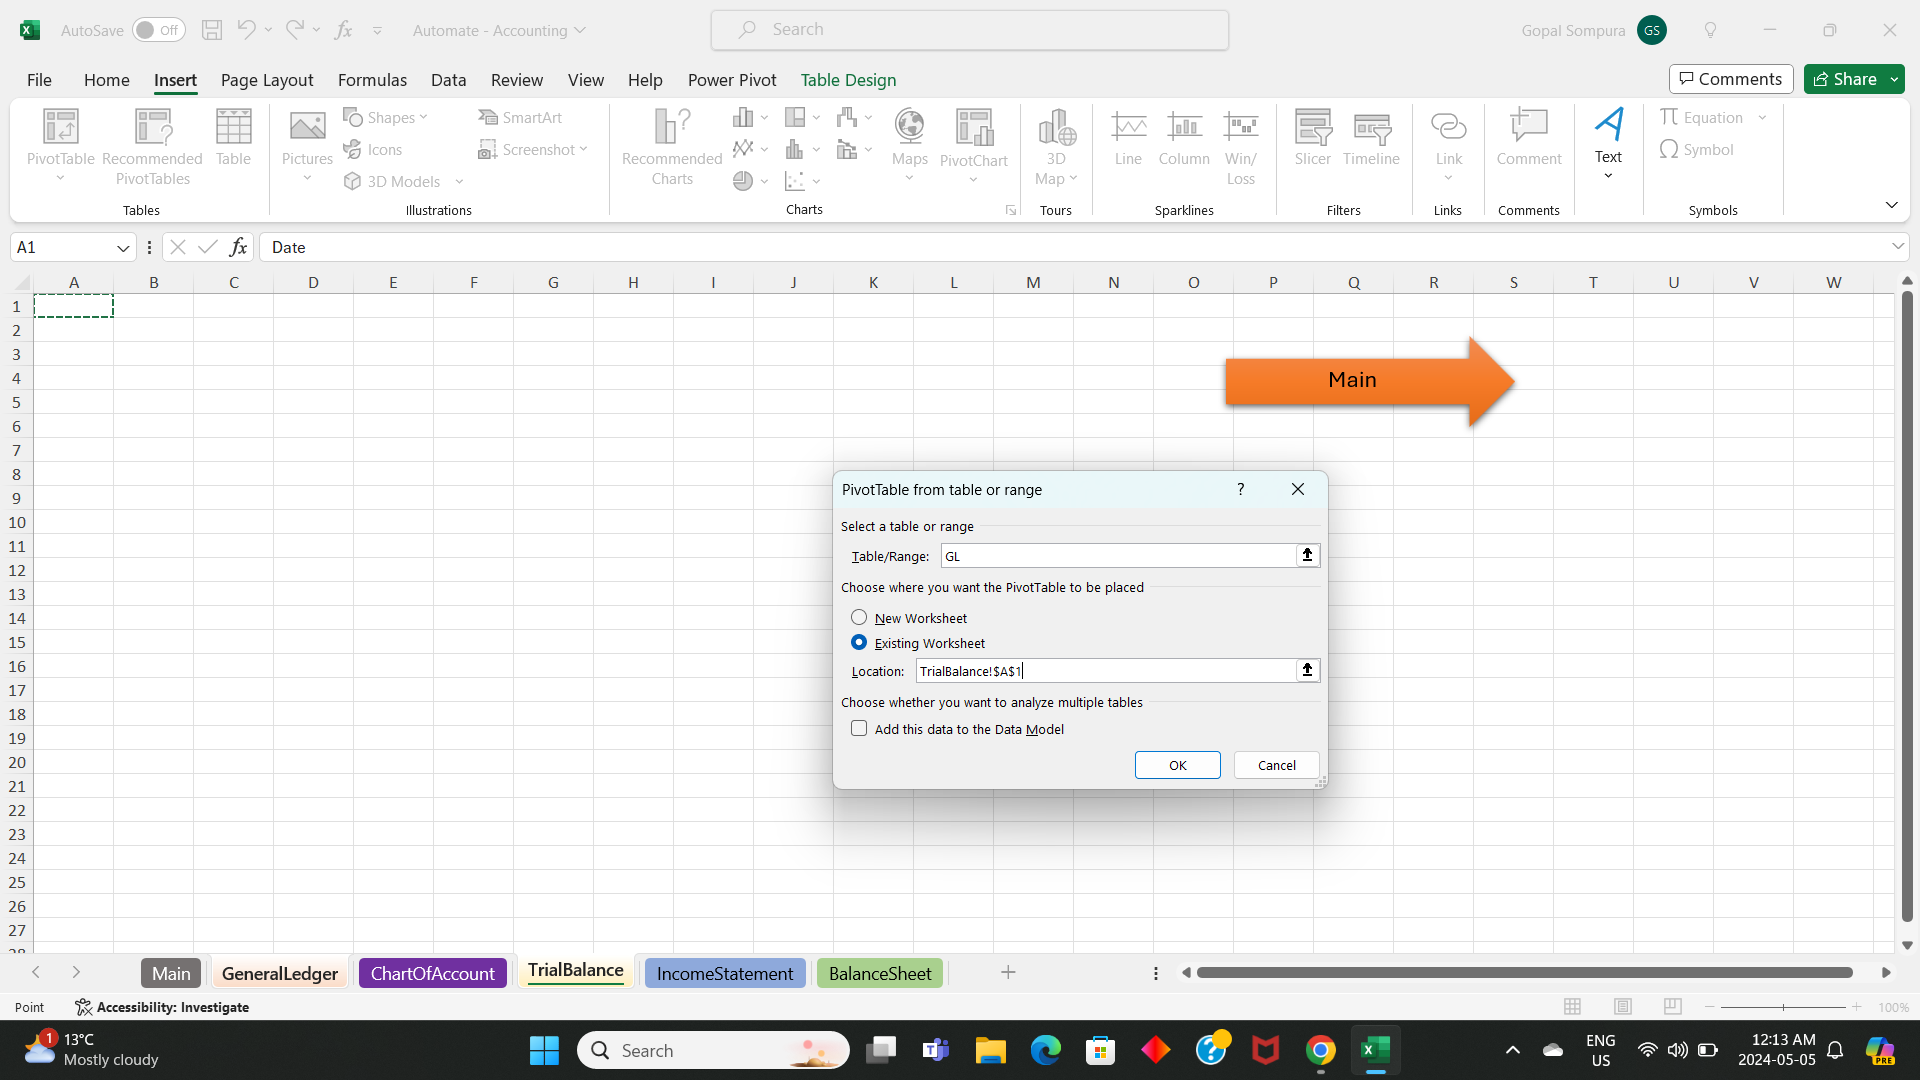 AutoSave Off Automate - Accounting Search Gopal Sompura GS
File Home Insert Page Layout Formulas Data Review View Help Power Pivot Table Design Comments Share
PivotTable Recommended PivotTables Table
Tables
Pictures Shapes Icons 3D Models SmartArt Screenshot
Illustrations
Recommended Charts Maps PivotChart
Charts
3D Map
Tours
Line Column Win/ Loss
Sparklines
Slicer Timeline
Filters
Link
Links
Comment
Comments
Text
Equation
Symbol
Symbols
A1 fx Date
A B C D E F G H I J K L M N O P Q R S T U V W
1
2
3
4
5
6
7
8
9
10
11
12
13
14
15
16
17
18
19
20
21
22
23
24
25
26
27
28
Main
PivotTable from table or range ?
Select a table or range
Table/Range: GL
Choose where you want the PivotTable to be placed
New Worksheet
Existing Worksheet
Location: TrialBalance!$A$1
Choose whether you want to analyze multiple tables
Add this data to the Data Model
OK Cancel
Main GeneralLedger ChartOfAccount TrialBalance IncomeStatement BalanceSheet
Point Accessibility: Investigate 100%
1 13°C
Mostly cloudy
Search
ENG
US
12:13 AM
2024-05-05
PRE